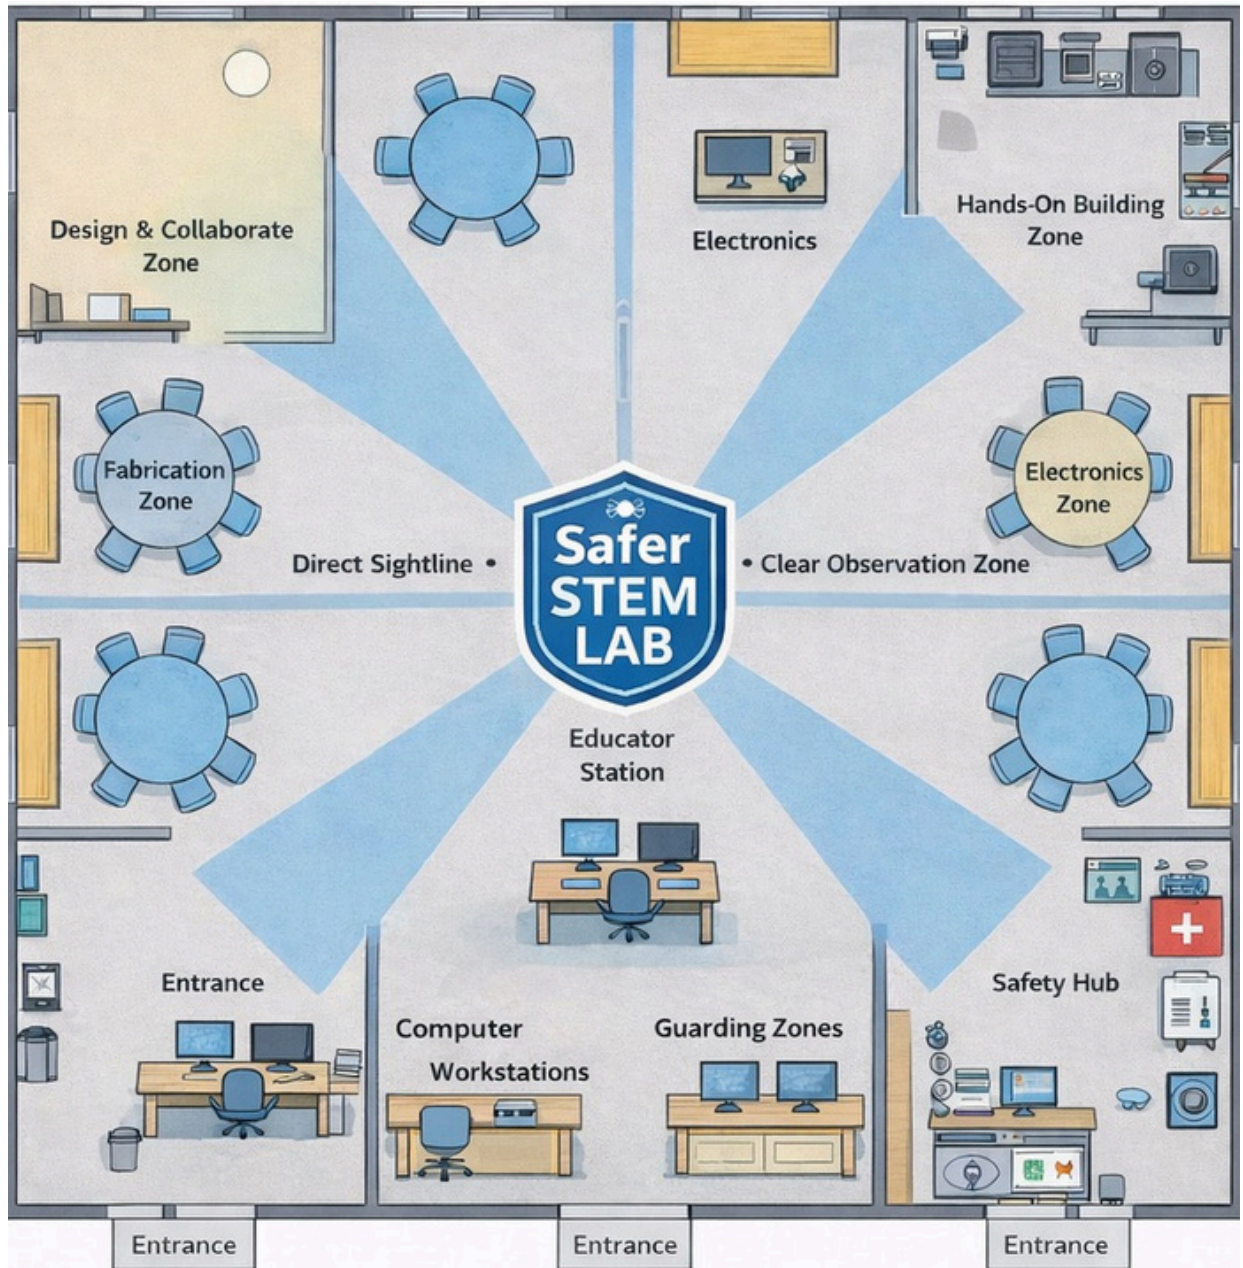 Design & Collaborate
Zone
Electronics
Hands-On Building
Zone
Fabrication
Zone
Electronics
Zone
Direct Sightline •
Safer
STEM
LAB
• Clear Observation Zone
Educator
Station
Entrance
Computer
Workstations
Guarding Zones
Safety Hub
Entrance
Entrance
Entrance